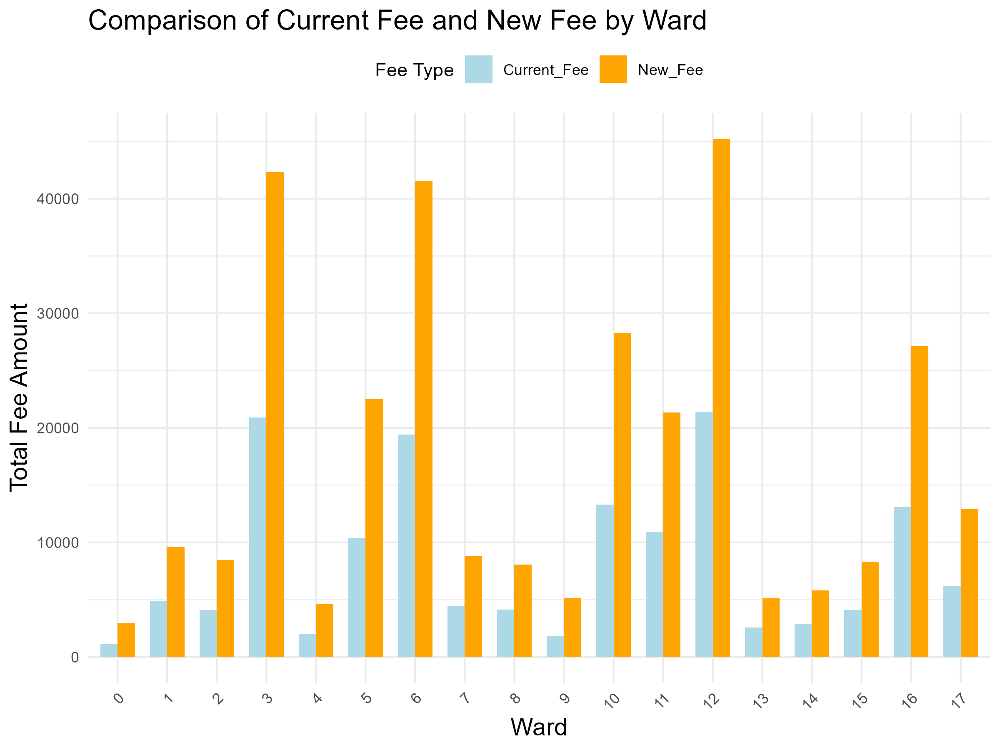 Comparison of Current Fee and New Fee by Ward
Fee Type Current_Fee New_Fee
Total Fee Amount
40000
30000
20000
10000
0
0 1 2 3 4 5 6 7 8 9 10 11 12 13 14 15 16 17
Ward